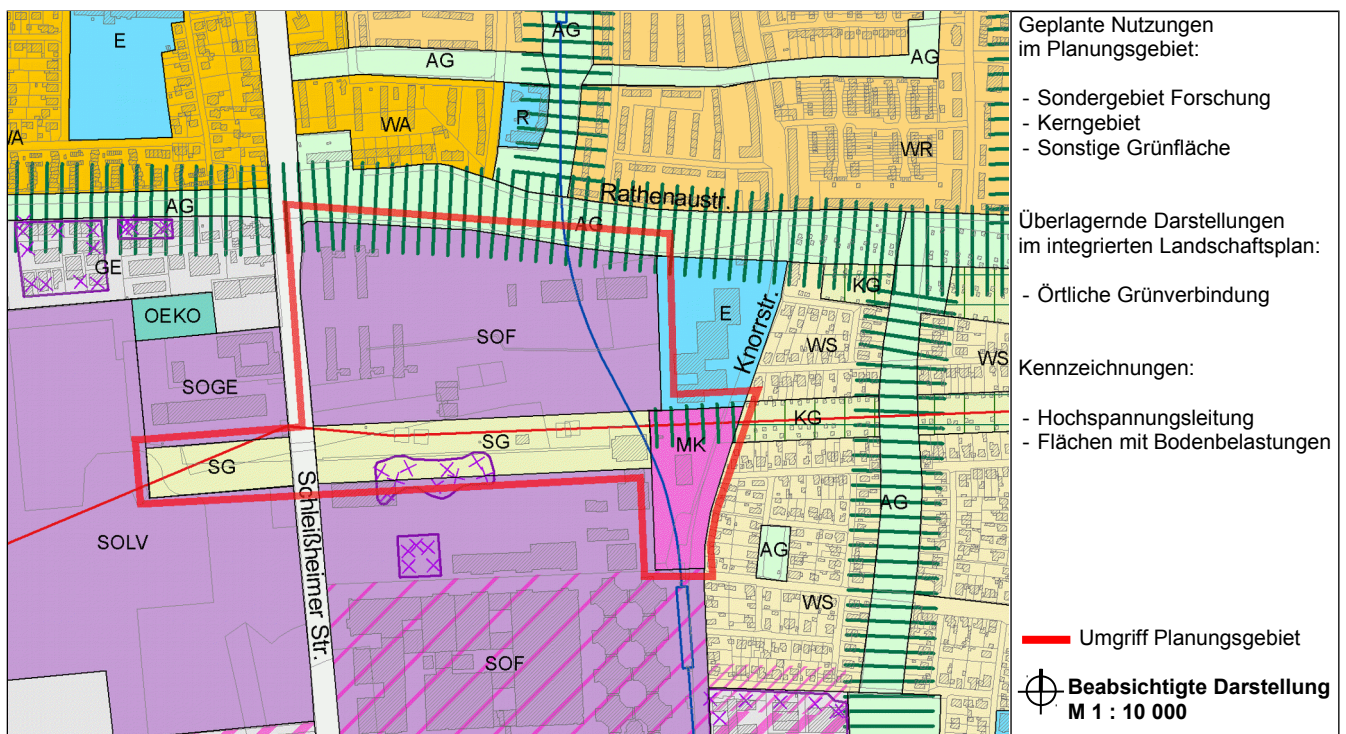 E
AG
AG
AG
WA
WA
R
WR
Rathenaustr.
AG
AG
GE
KG
OEKO
E
Knorrstr.
SOF
WS
WS
SOGE
KG
SG
MK
SG
Schleißheimer Str.
AG
SOLV
AG
WS
SOF
Geplante Nutzungen
im Planungsgebiet:
- Sondergebiet Forschung
- Kerngebiet
- Sonstige Grünfläche
Überlagernde Darstellungen
im integrierten Landschaftsplan:
- Örtliche Grünverbindung
Kennzeichnungen:
- Hochspannungsleitung
- Flächen mit Bodenbelastungen
Umgriff Planungsgebiet
Beabsichtigte Darstellung
M 1 : 10 000